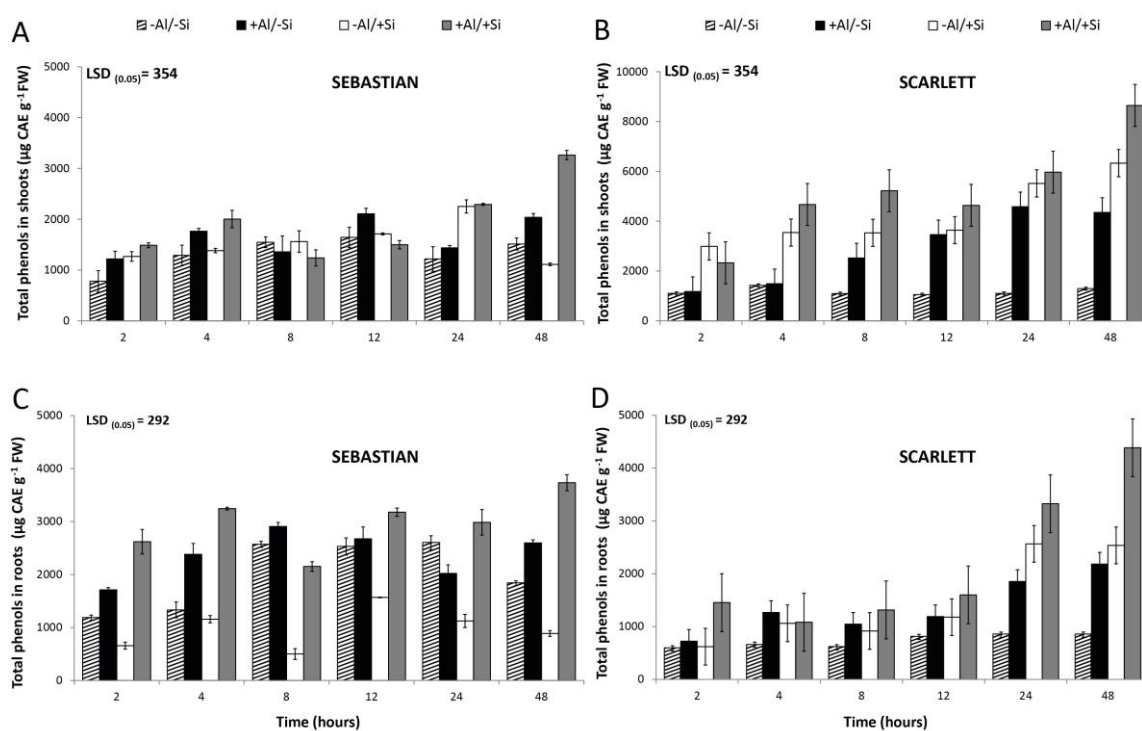 -Al/-Si +Al/-Si -Al/+Si +Al/+Si
A
LSD (0.05) = 354
SEBASTIAN
Total phenols in shoots (µg CAE g-1 FW)
5000
4000
3000
2000
1000
0
2 4 8 12 24 48
-Al/-Si +Al/-Si -Al/+Si +Al/+Si
B
LSD (0.05) = 354
SCARLETT
Total phenols in shoots (µg CAE g-1 FW)
10000
8000
6000
4000
2000
0
2 4 8 12 24 48
C
LSD (0.05) = 292
SEBASTIAN
Total phenols in roots (µg CAE g-1 FW)
5000
4000
3000
2000
1000
0
2 4 8 12 24 48
Time (hours)
D
LSD (0.05) = 292
SCARLETT
Total phenols in roots (µg CAE g-1 FW)
5000
4000
3000
2000
1000
0
2 4 8 12 24 48
Time (hours)